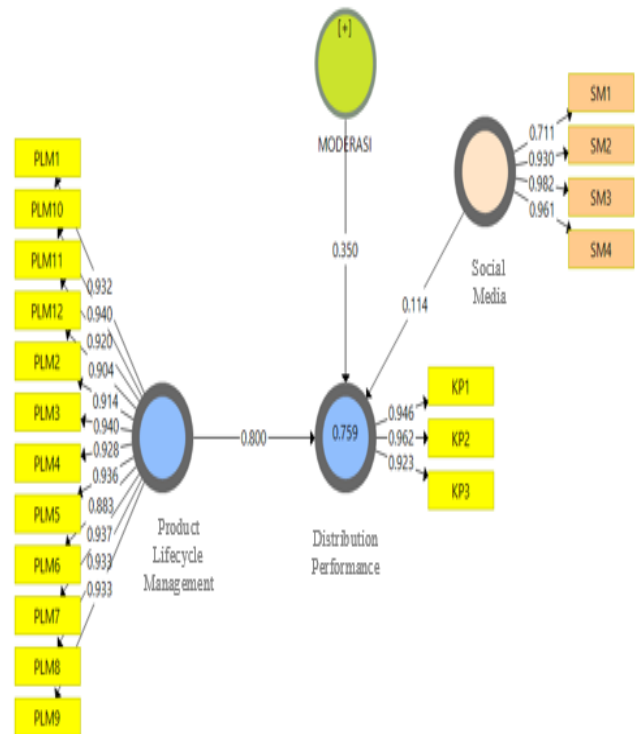 [+]
MODERASI
SM1
SM2
SM3
SM4
0.711
0.930
0.982
0.961
Social
Media
0.350
0.114
PLM1
PLM10
PLM11
PLM12
PLM2
PLM3
PLM4
PLM5
PLM6
PLM7
PLM8
PLM9
0.932
0.940
0.920
0.904
0.914
0.940
0.928
0.936
0.883
0.937
0.933
0.933
Product
Lifecycle
Management
0.800
0.759
Distribution
Performance
0.946
0.962
0.923
KP1
KP2
KP3